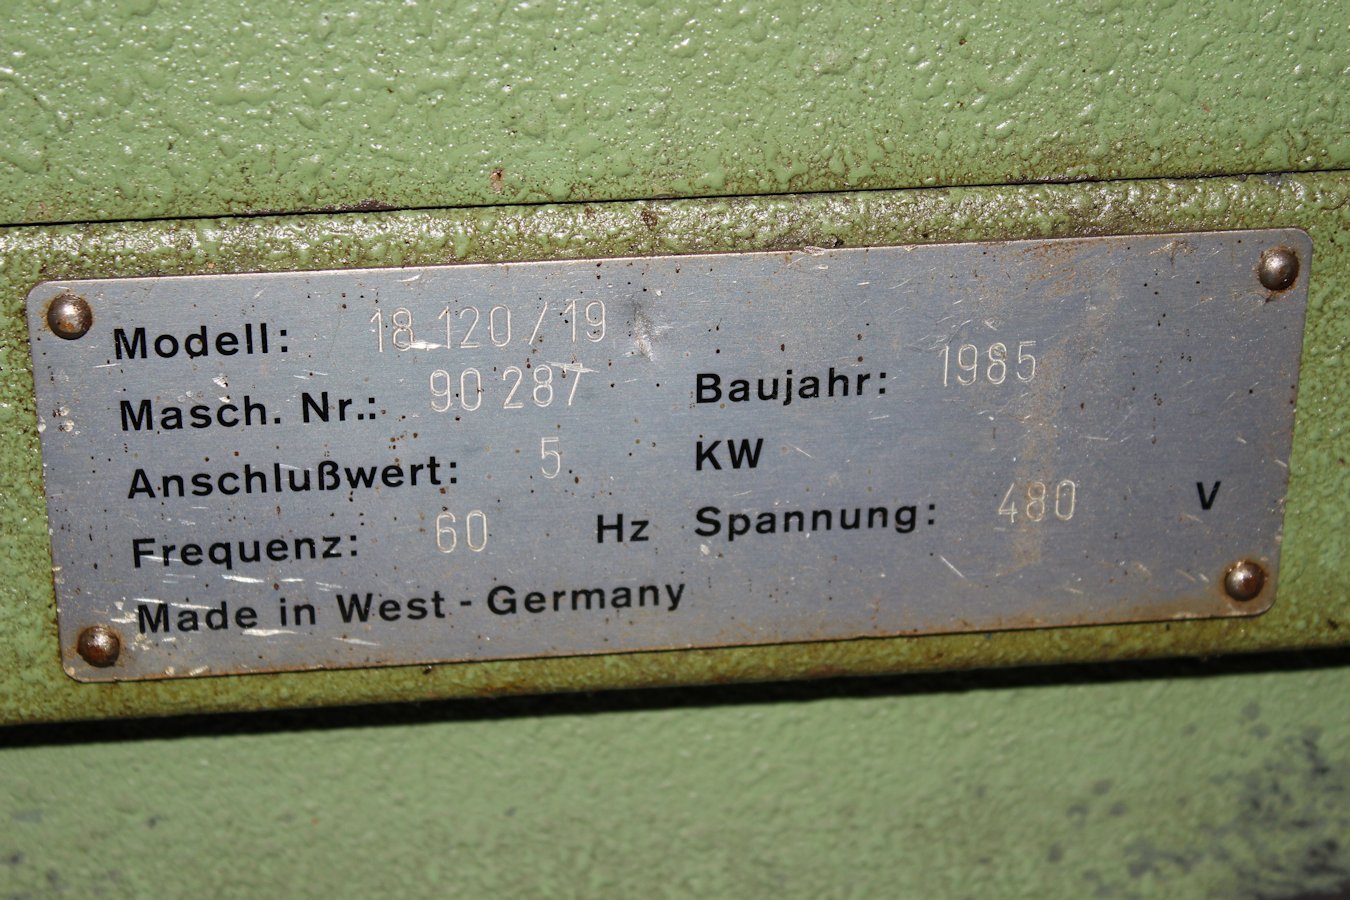 Modell: 18.120/19
Masch. Nr.: 90 287 Baujahr: 1985
Anschlußwert: 5 KW
Frequenz: 60 Hz Spannung: 480 V
Made in West - Germany